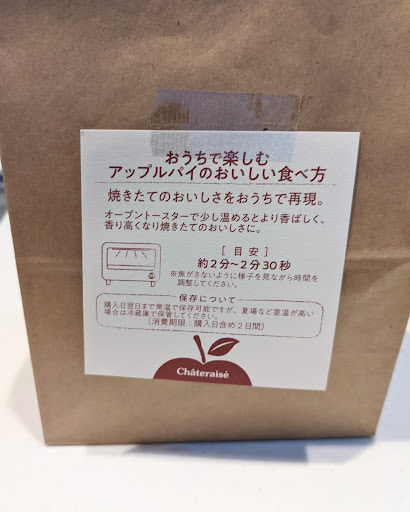 おうちで楽しむ
アップルパイのおいしい食べ方
焼きたてのおいしさをおうちで再現。
オーブントースターで少し温めるとより香ばしく、
香り高くなり焼きたてのおいしさに。
[ 目安 ]
約2分~2分30秒
※焦がさないように様子を見ながら時間を
調整してください。
保存について
購入日翌日まで常温で保存可能ですが、夏場など室温が高い
場合は冷蔵庫で保管してください。
(消費期限:購入日含め2日間)
Châteraisé